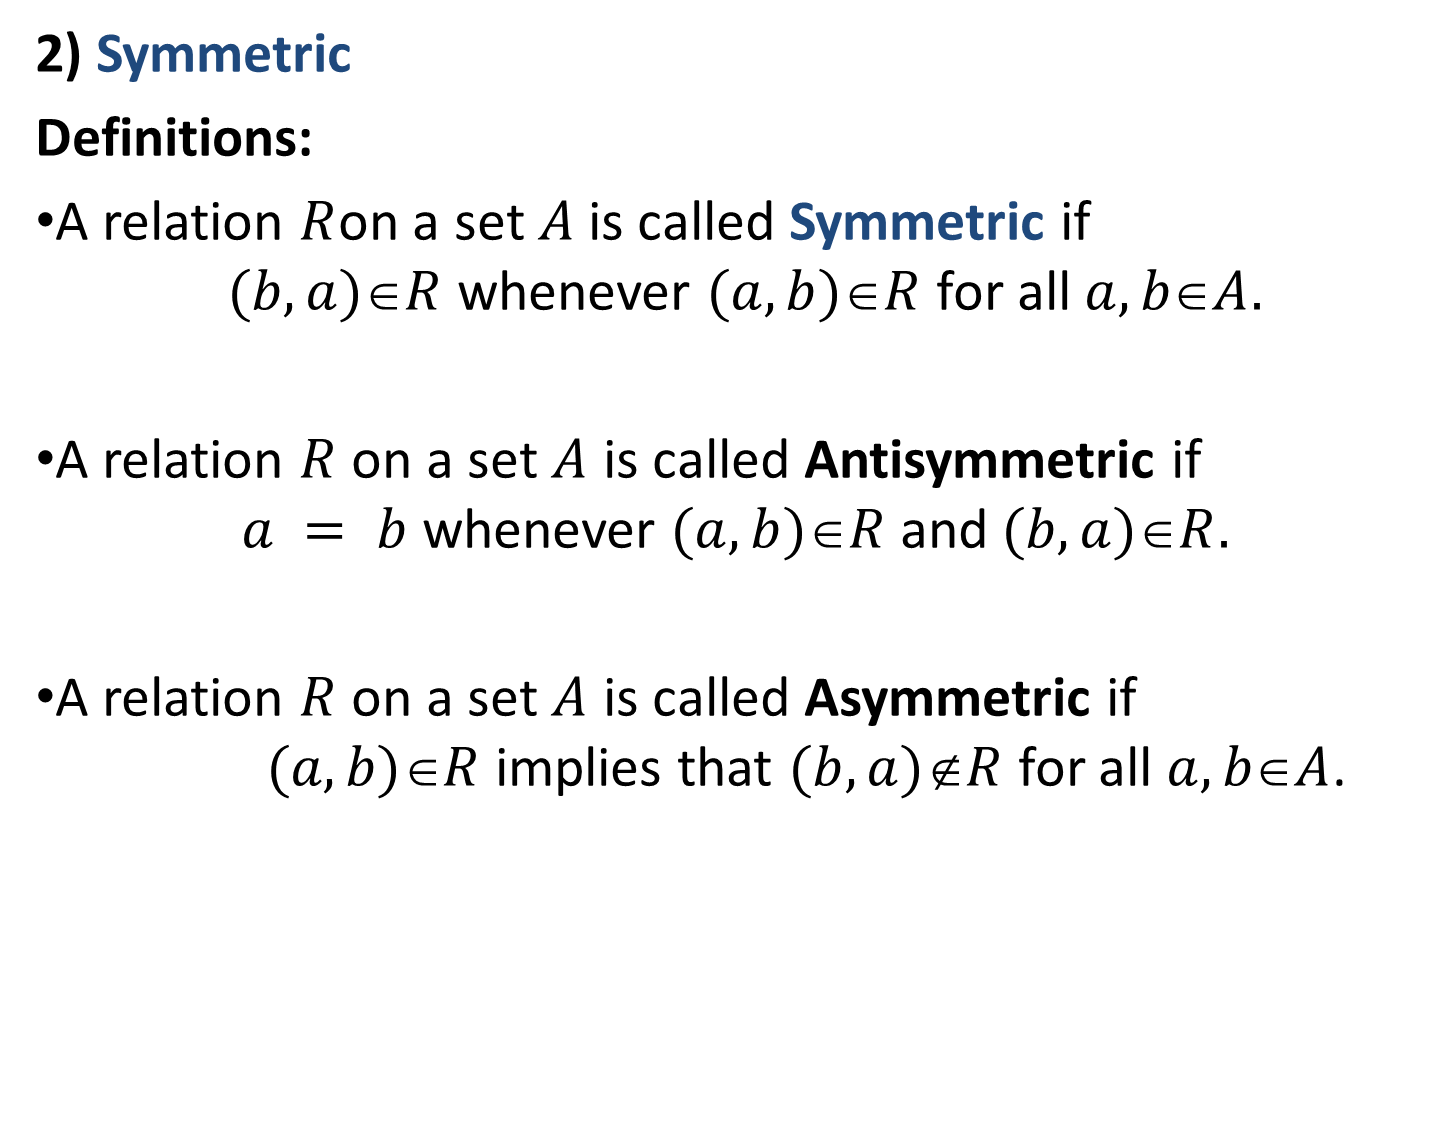 2) Symmetric
Definitions:
•A relation 𝑅on a set 𝐴 is called Symmetric if
(𝑏, 𝑎)∈𝑅 whenever (𝑎, 𝑏)∈𝑅 for all 𝑎, 𝑏∈𝐴.
•A relation 𝑅 on a set 𝐴 is called Antisymmetric if
𝑎 = 𝑏 whenever (𝑎, 𝑏)∈𝑅 and (𝑏, 𝑎)∈𝑅.
•A relation 𝑅 on a set 𝐴 is called Asymmetric if
(𝑎, 𝑏)∈𝑅 implies that (𝑏, 𝑎)∉𝑅 for all 𝑎, 𝑏∈𝐴.